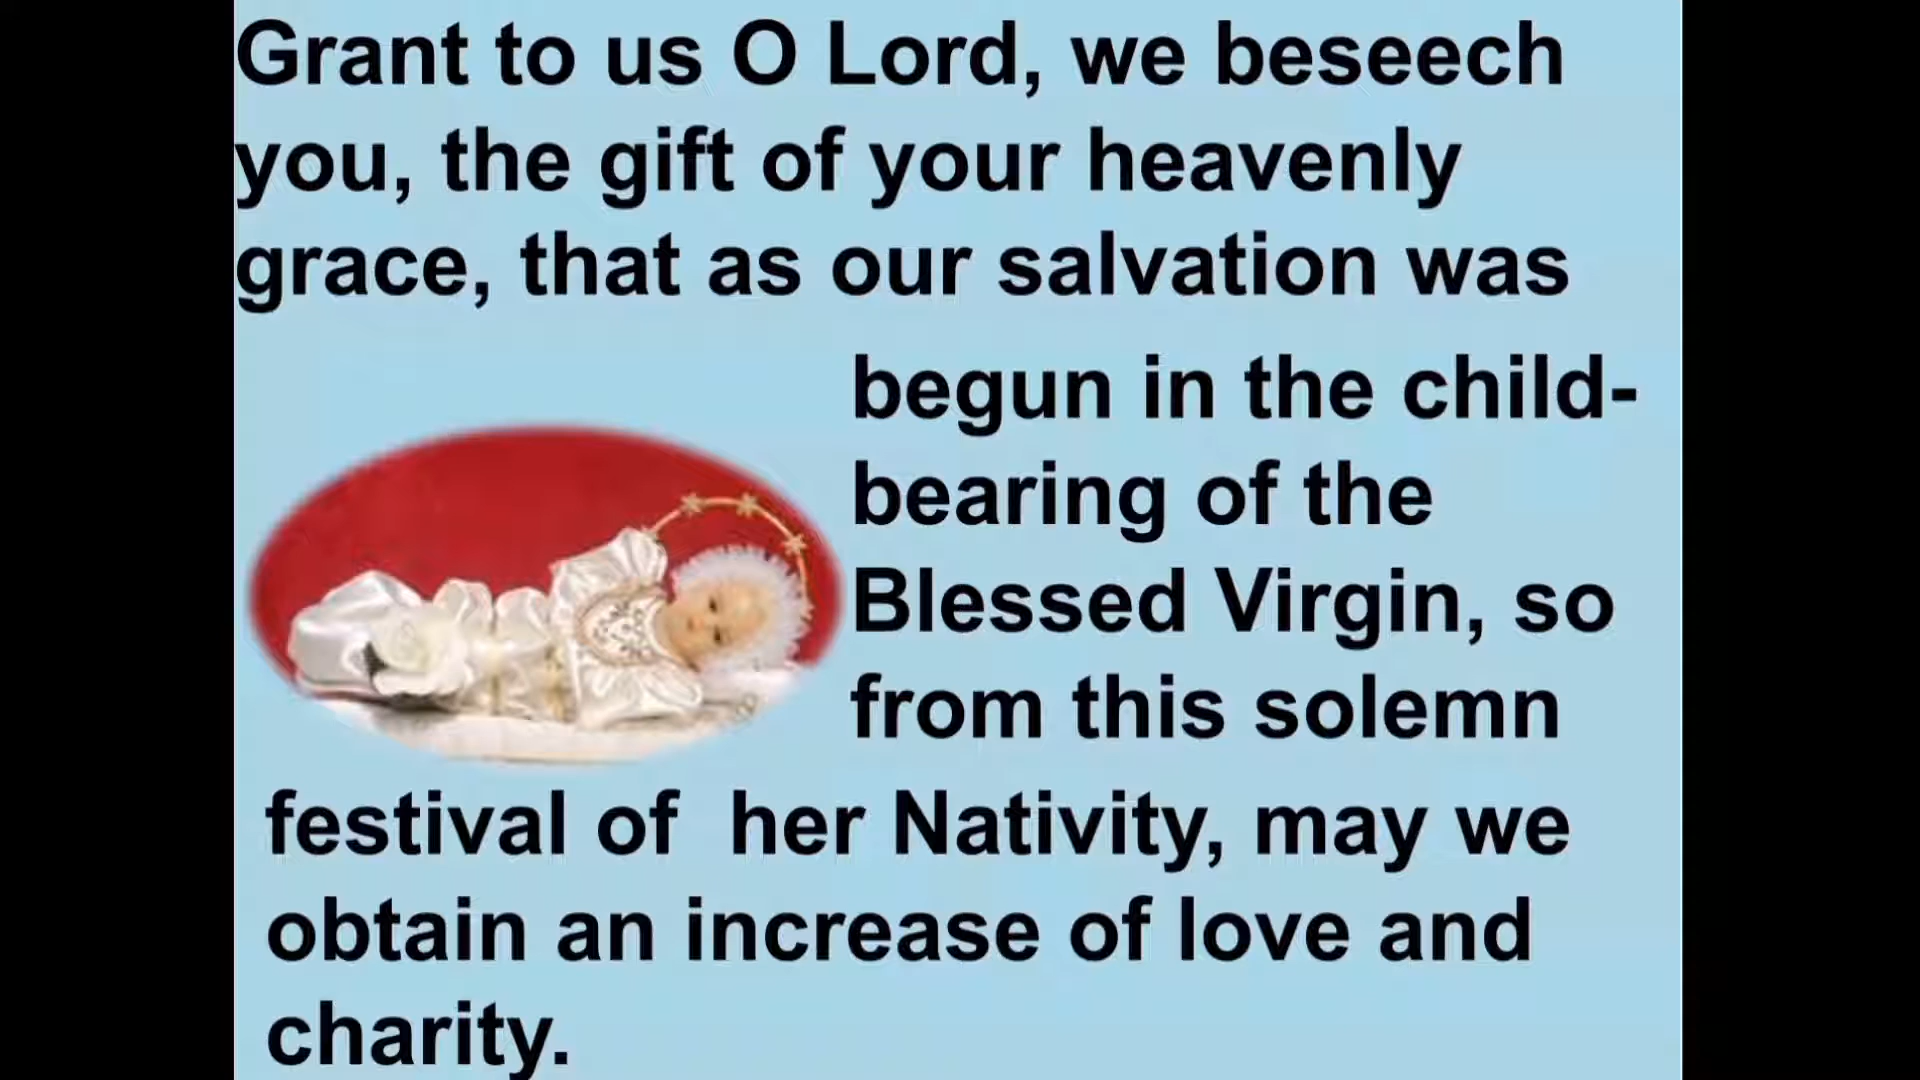 Grant to us O Lord, we beseech
you, the gift of your heavenly
grace, that as our salvation was
begun in the child-
bearing of the
Blessed Virgin, so
from this solemn
festival of her Nativity, may we
obtain an increase of love and
charity.